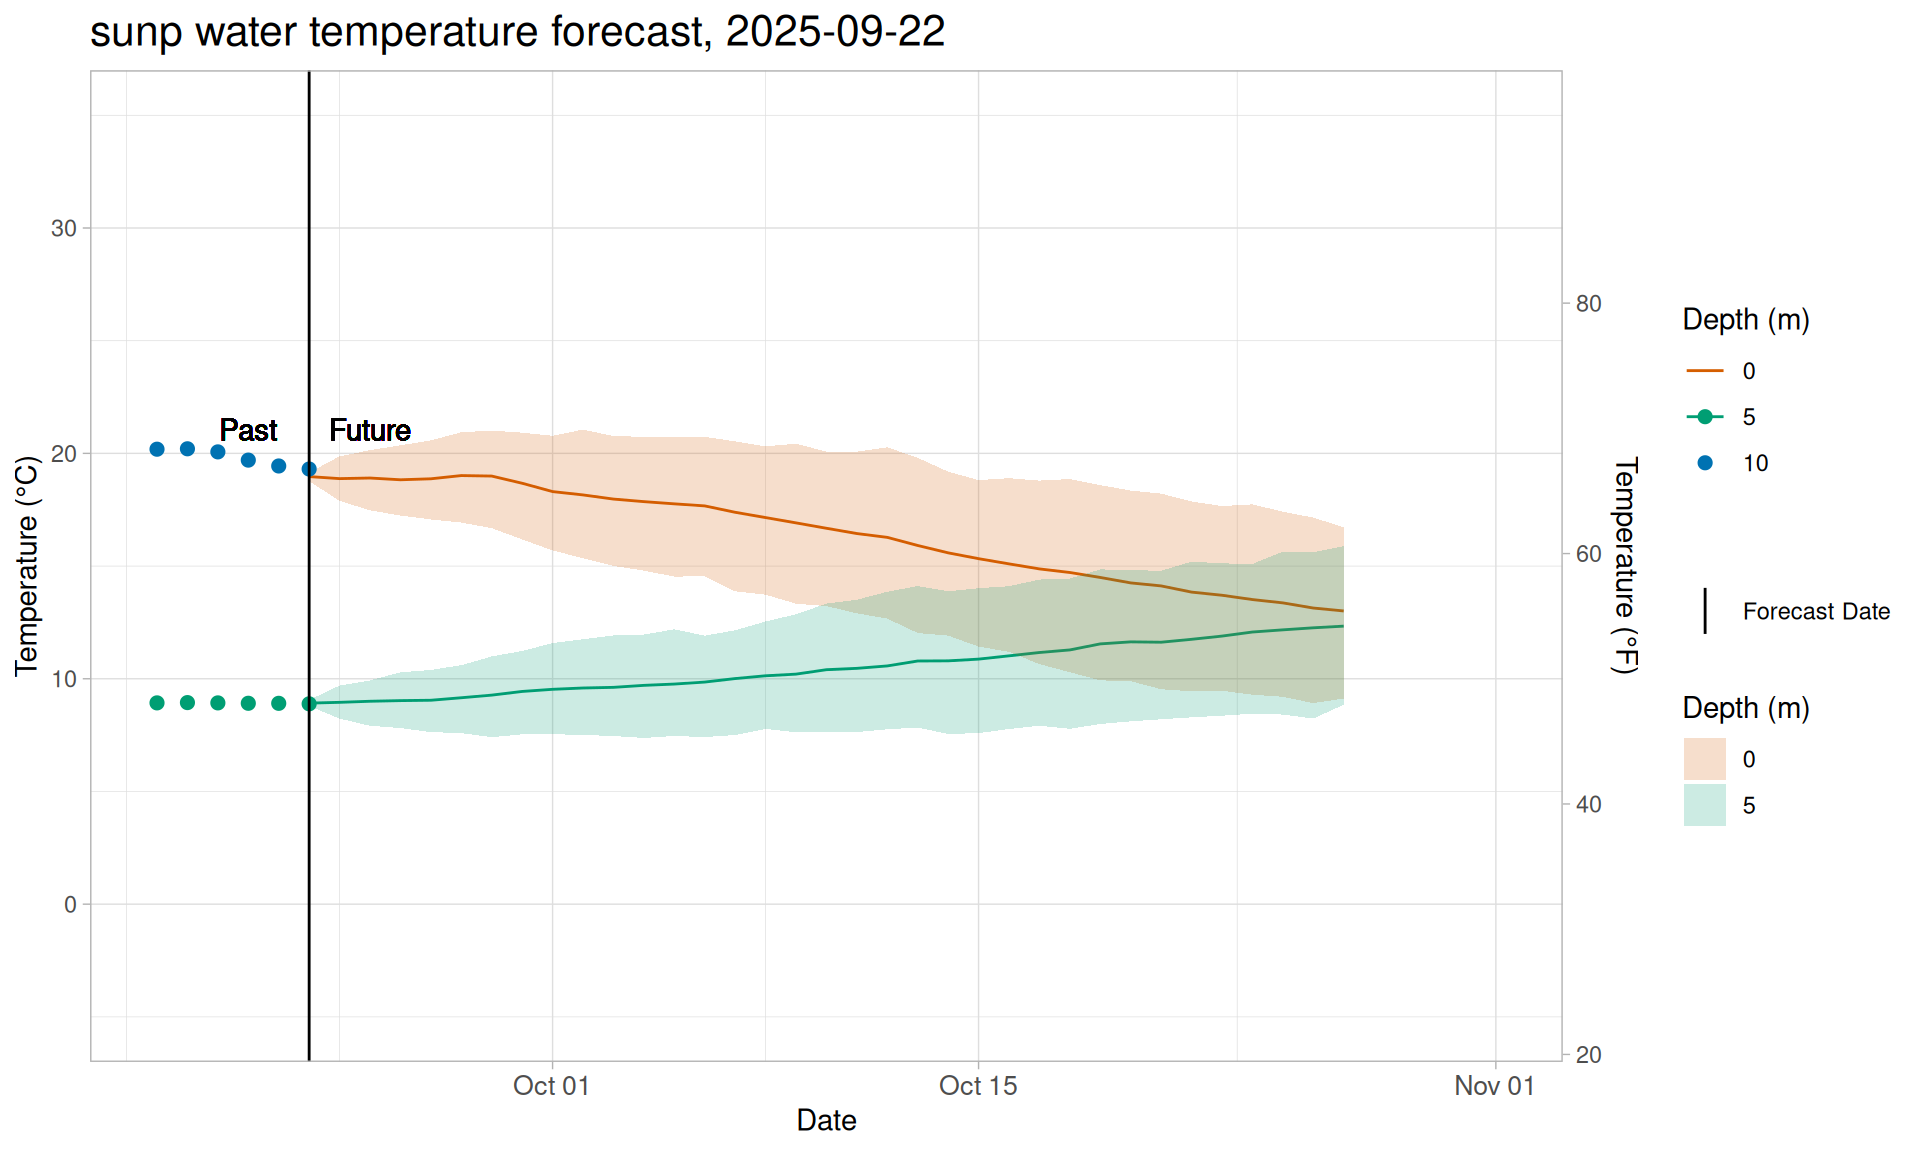 sunp water temperature forecast, 2025-09-22
Temperature (°C)
30
20
10
0
Past
Future
80
60
40
20
Temperature (°F)
Oct 01
Oct 15
Nov 01
Date
Depth (m)
0
5
10
Forecast Date
Depth (m)
0
5